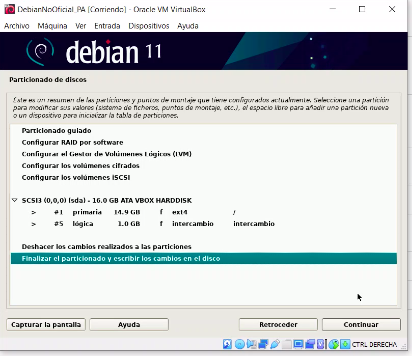 DebianNoOficial_PA [Corriendo] - Oracle VM VirtualBox
Archivo Máquina Ver Entrada Dispositivos Ayuda
debian 11
Particionado de discos
Éste es un resumen de las particiones y puntos de montaje que tiene configurados actualmente. Seleccione una partición
para modificar sus valores (sistema de ficheros, puntos de montaje, etc.), el espacio libre para añadir una partición nueva
o un dispositivo para inicializar la tabla de particiones.
Particionado guiado
Configurar RAID por software
Configurar el Gestor de Volúmenes Lógicos (LVM)
Configurar los volúmenes cifrados
Configurar los volúmenes iSCSI
SCSI3 (0,0,0) (sda) - 16.0 GB ATA VBOX HARDDISK
> #1 primaria 14.9 GB f ext4 /
> #5 lógica 1.0 GB f intercambio intercambio
Deshacer los cambios realizados a las particiones
Finalizar el particionado y escribir los cambios en el disco
Capturar la pantalla Ayuda Retroceder Continuar
CTRL DERECHA